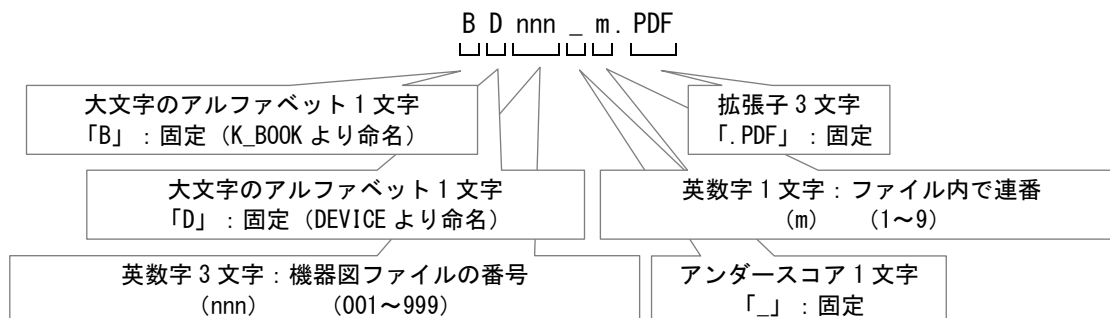 B D nnn _ m. PDF
大文字のアルファベット 1 文字
「B」：固定（K_BOOK より命名）
拡張子 3 文字
「.PDF」：固定
大文字のアルファベット 1 文字
「D」：固定（DEVICE より命名）
英数字 1 文字：ファイル内で連番
（m） （1～9）
英数字 3 文字：機器図ファイルの番号
（nnn） （001～999）
アンダースコア 1 文字
「_」：固定